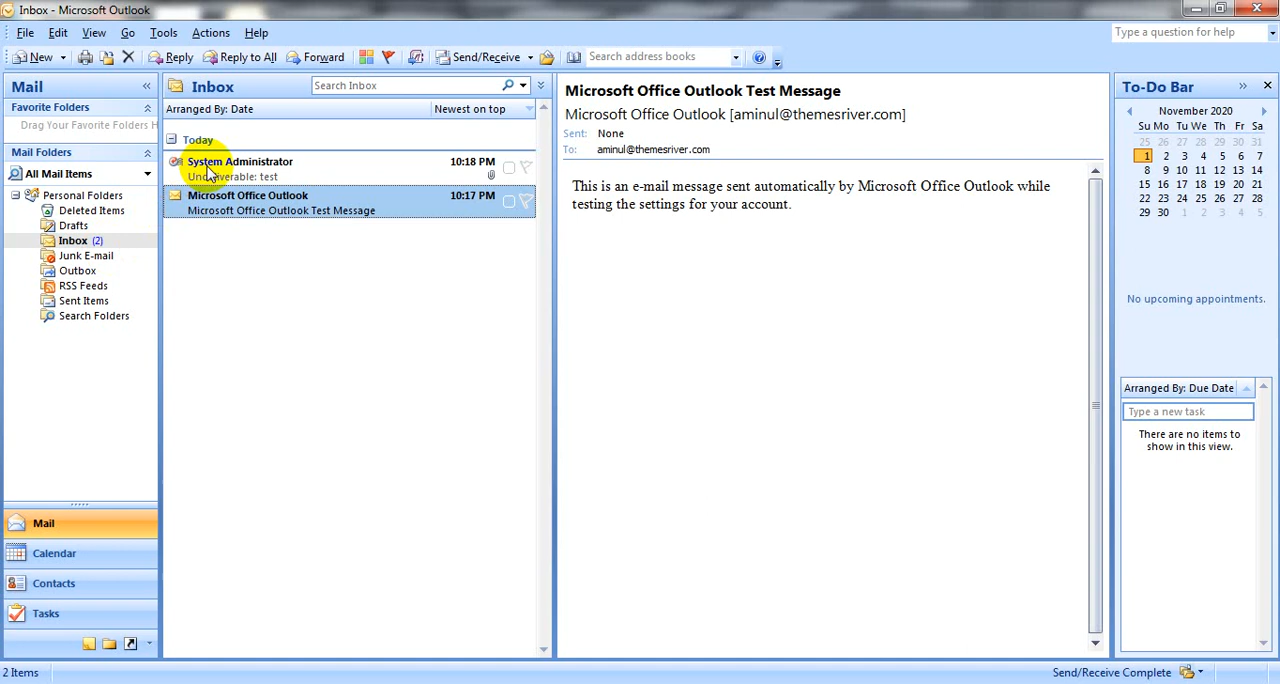 Inbox - Microsoft Outlook
File Edit View Go Tools Actions Help
Type a question for help
New Reply Reply to All Forward Send/Receive Search address books
Mail
Favorite Folders
Drag Your Favorite Folders H
Mail Folders
All Mail Items
Personal Folders
Deleted Items
Drafts
Inbox (2)
Junk E-mail
Outbox
RSS Feeds
Sent Items
Search Folders
Mail
Calendar
Contacts
Tasks
Inbox
Search Inbox
Arranged By: Date Newest on top
Today
System Administrator 10:18 PM
Undeliverable: test
Microsoft Office Outlook 10:17 PM
Microsoft Office Outlook Test Message
Microsoft Office Outlook Test Message
Microsoft Office Outlook [aminul@themesriver.com]
Sent: None
To: aminul@themesriver.com
This is an e-mail message sent automatically by Microsoft Office Outlook while
testing the settings for your account.
To-Do Bar
November 2020
Su Mo Tu We Th Fr Sa
25 26 27 28 29 30 31
1 2 3 4 5 6 7
8 9 10 11 12 13 14
15 16 17 18 19 20 21
22 23 24 25 26 27 28
29 30 1 2 3 4 5
No upcoming appointments.
Arranged By: Due Date
Type a new task
There are no items to
show in this view.
2 Items
Send/Receive Complete